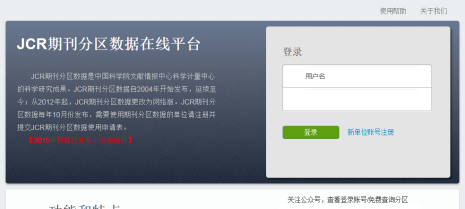 使用帮助 关于我们
JCR期刊分区数据在线平台
登录
JCR期刊分区数据是中国科学院文献情报中心科学计量中心
的科学研究成果。JCR期刊分区数据自2004年开始发布，延续至
今；从2012年起，JCR期刊分区数据更改为网络版。JCR期刊分
区数据每年10月份发布，需要使用期刊分区数据的单位请注册并
提交JCR期刊分区数据使用申请表。
用户名
登录 新单位账号注册
关注公众号，查看登录账号/免费查询分区